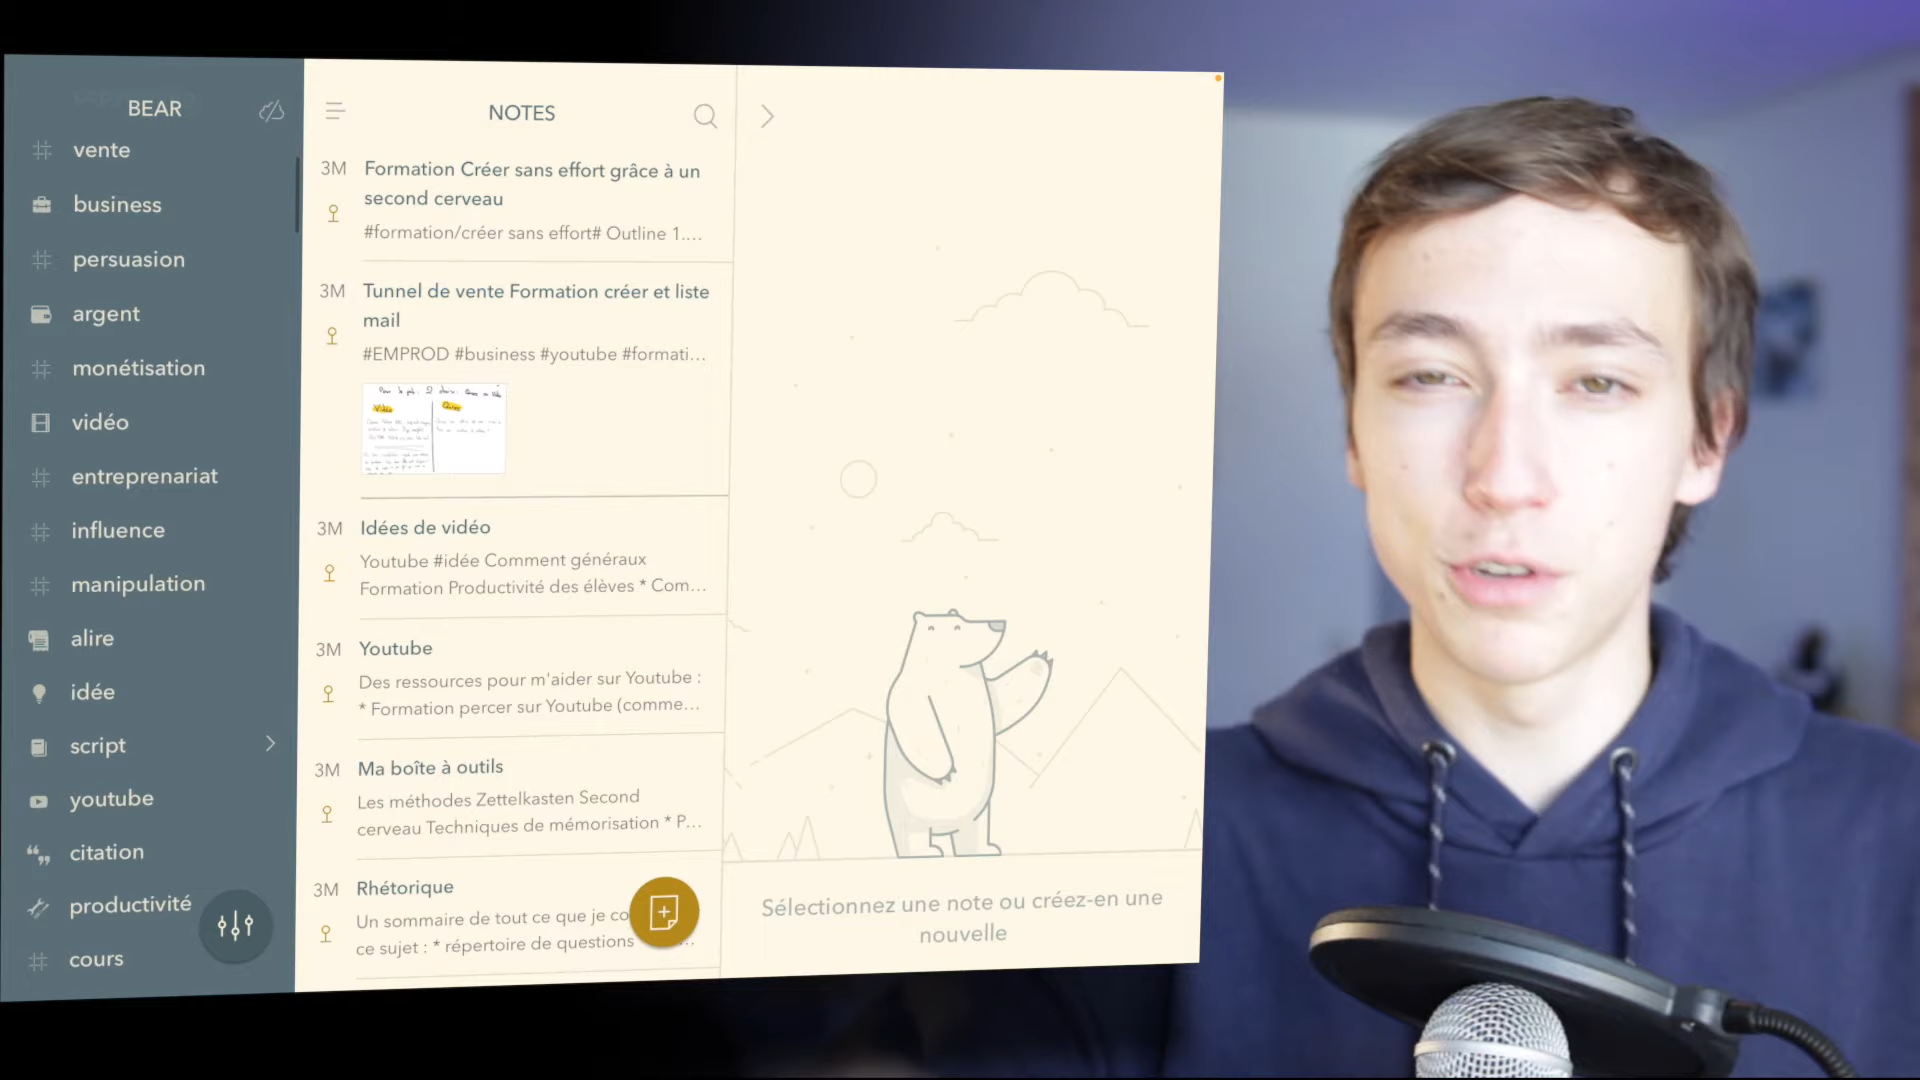 BEAR
vente
business
persuasion
argent
monétisation
vidéo
entreprenariat
influence
manipulation
alire
idée
script
youtube
citation
productivité
cours
NOTES
3M
Formation Créer sans effort grâce à un
second cerveau
#formation/créer sans effort# Outline 1....
3M
Tunnel de vente Formation créer et liste
mail
#EMPROD #business #youtube #formati...
Vidéo
3M
Idées de vidéo
Youtube #idée Comment généraux
Formation Productivité des élèves * Com...
3M
Youtube
Des ressources pour m'aider sur Youtube :
* Formation percer sur Youtube (comme...
3M
Ma boîte à outils
Les méthodes Zettelkasten Second
cerveau Techniques de mémorisation * P...
3M
Rhétorique
Un sommaire de tout ce que je co
ce sujet : * répertoire de questions
Sélectionnez une note ou créez-en une
nouvelle